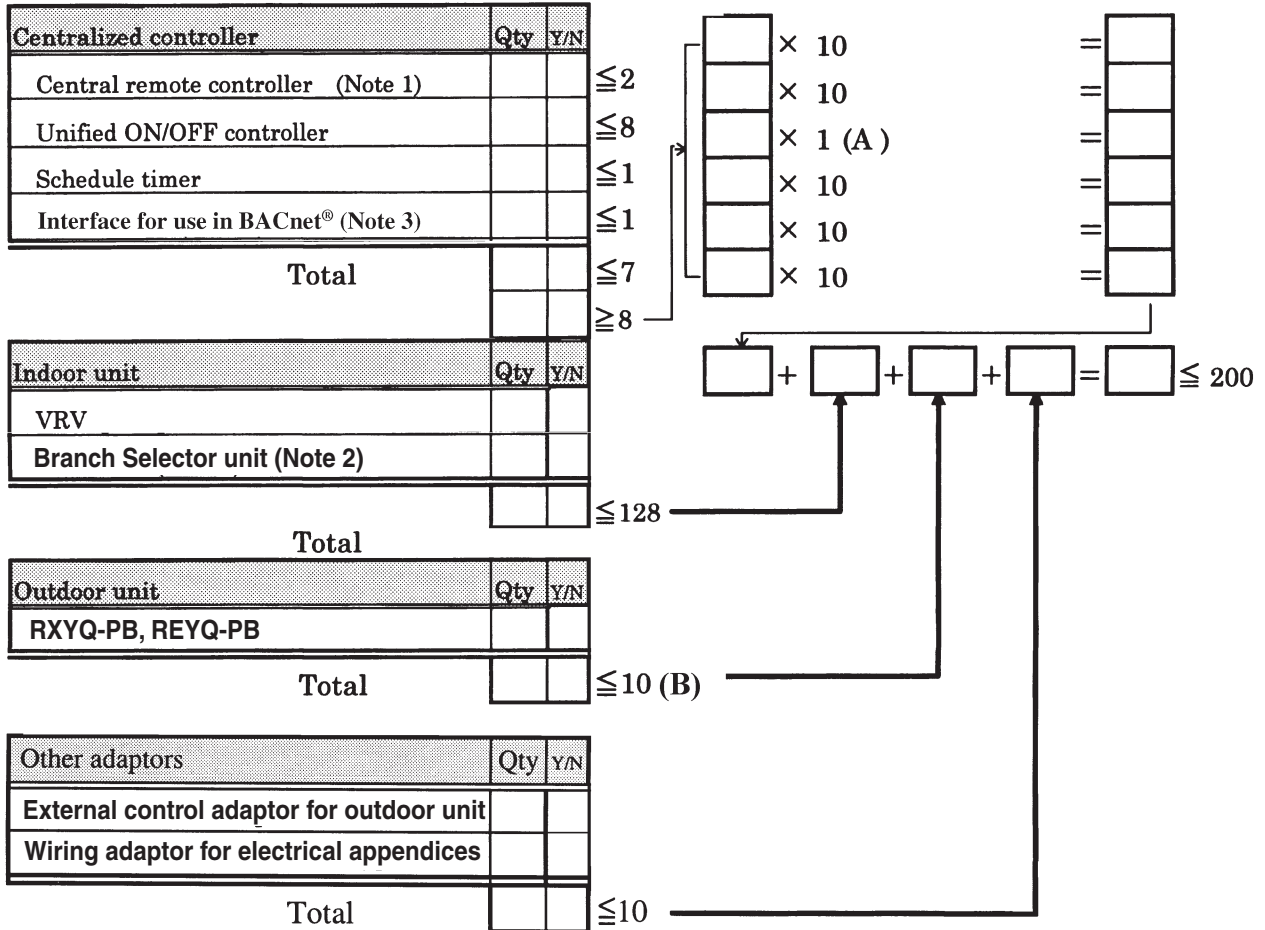 Centralized controller Qty Y/N
Central remote controller (Note 1) ≦2
Unified ON/OFF controller ≦8
Schedule timer ≦1
Interface for use in BACnet® (Note 3) ≦1
Total ≦7
≧8
× 10 =
× 10 =
× 1 (A ) =
× 10 =
× 10 =
× 10 =
+ + + = ≦ 200
Indoor unit Qty Y/N
VRV
Branch Selector unit (Note 2)
≦128
Total
Outdoor unit Qty Y/N
RXYQ-PB, REYQ-PB
Total ≦10 (B)
Other adaptors Qty Y/N
External control adaptor for outdoor unit
Wiring adaptor for electrical appendices
Total ≦10